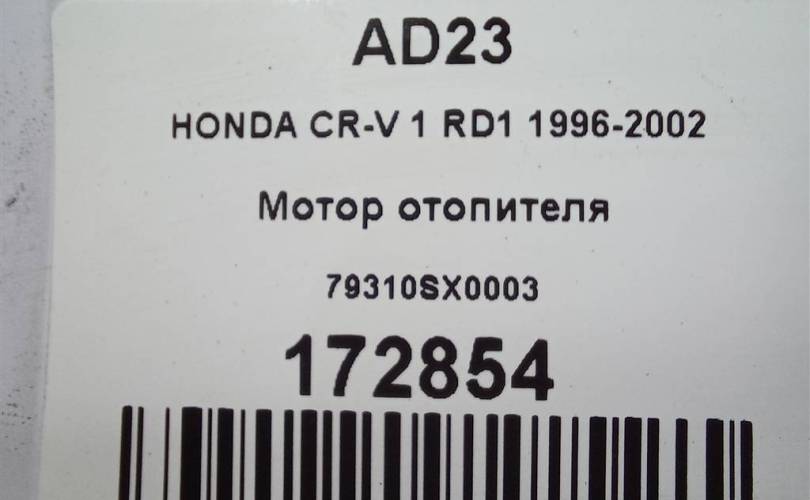 AD23
HONDA CR-V 1 RD1 1996-2002
Мотор отопителя
79310SX0003
172854